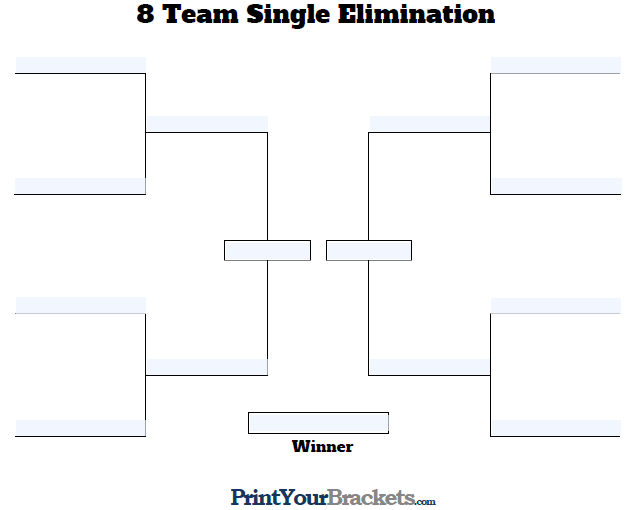 8 Team Single Elimination
Winner
PrintYourBrackets.com